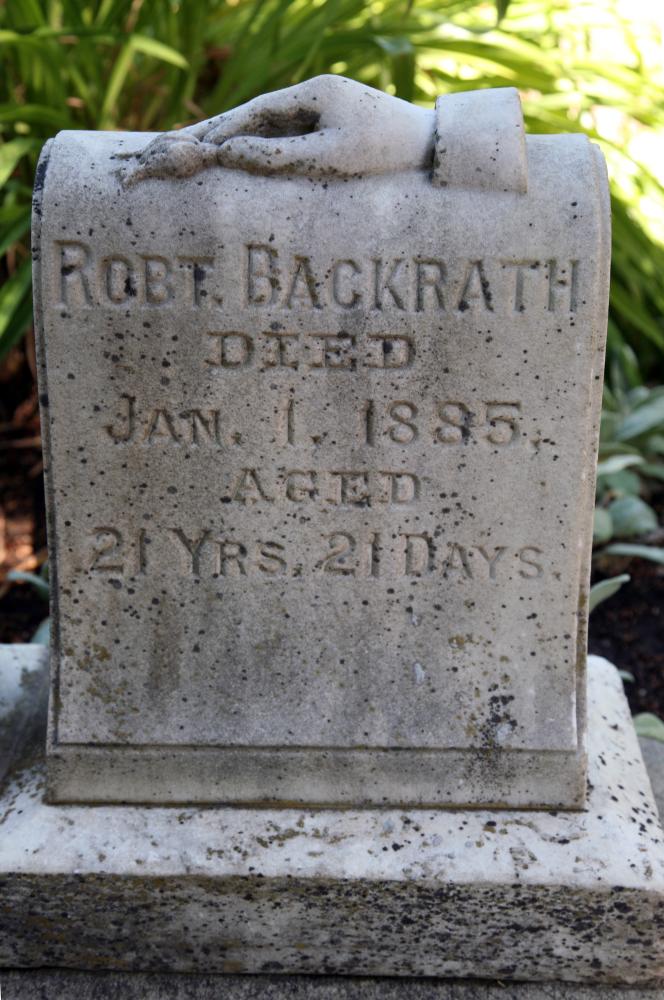 ROBT. BACKRATH
DIED
JAN. 1, 1885.
AGED
21 YRS. 21 DAYS.